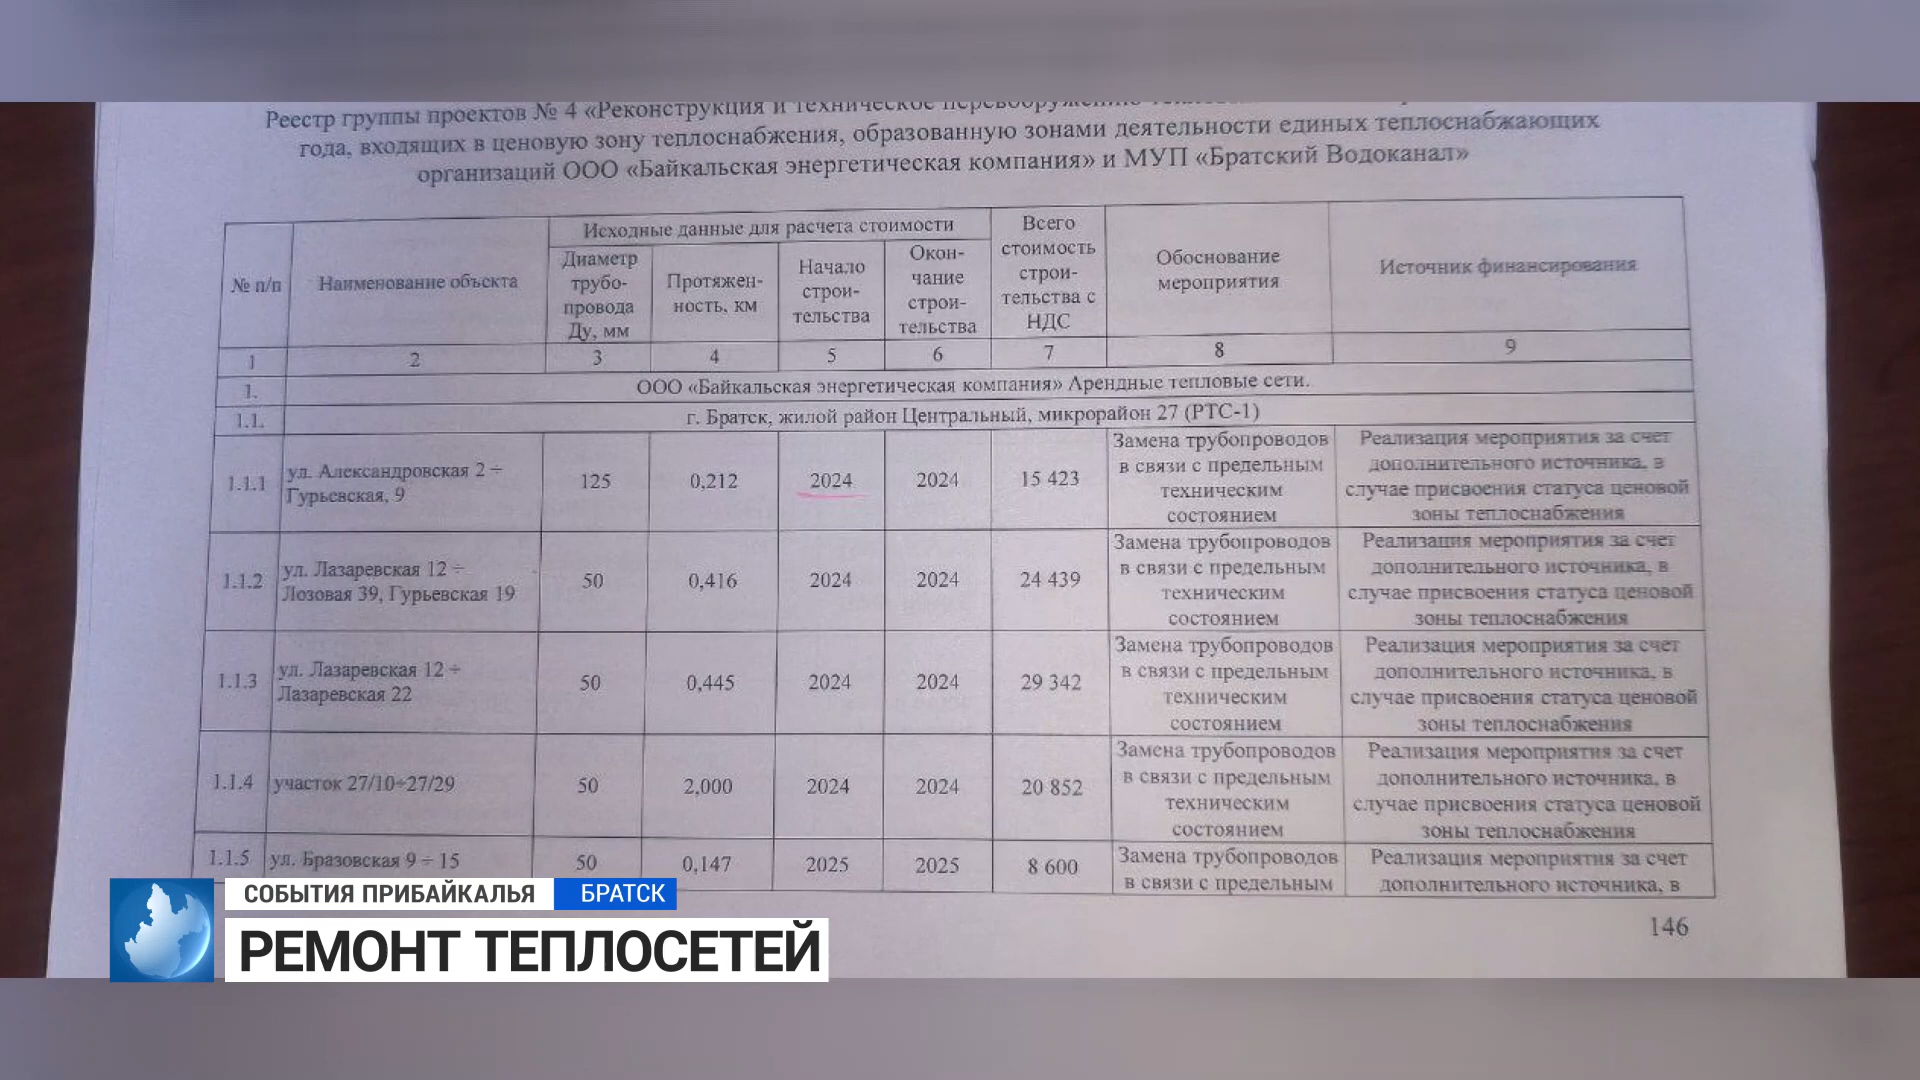 Реестр группы проектов № 4 «Реконструкция и техническое
года, входящих в ценовую зону теплоснабжения, образованную зонами деятельности единых теплоснабжающих
организаций ООО «Байкальская энергетическая компания» и МУП «Братский Водоканал»
№ п/п
Наименование объекта
Исходные данные для расчета стоимости
Диаметр
трубо-
провода
Ду, мм
Протяжен-
ность, км
Начало
строи-
тельства
Окон-
чание
строи-
тельства
Всего
стоимость
строи-
тельства с
НДС
Обоснование
мероприятия
Источник финансирования
1 2 3 4 5 6 7 8 9
1. ООО «Байкальская энергетическая компания» Арендные тепловые сети.
1.1. г. Братск, жилой район Центральный, микрорайон 27 (РТС-1)
1.1.1
ул. Александровская 2 ÷
Гурьевская, 9
125 0,212 2024 2024 15 423
Замена трубопроводов
в связи с предельным
техническим
состоянием
Реализация мероприятия за счет
дополнительного источника, в
случае присвоения статуса ценовой
зоны теплоснабжения
1.1.2
ул. Лазаревская 12 ÷
Лозовая 39, Гурьевская 19
50 0,416 2024 2024 24 439
Замена трубопроводов
в связи с предельным
техническим
состоянием
Реализация мероприятия за счет
дополнительного источника, в
случае присвоения статуса ценовой
зоны теплоснабжения
1.1.3
ул. Лазаревская 12 ÷
Лазаревская 22
50 0,445 2024 2024 29 342
Замена трубопроводов
в связи с предельным
техническим
состоянием
Реализация мероприятия за счет
дополнительного источника, в
случае присвоения статуса ценовой
зоны теплоснабжения
1.1.4
участок 27/10÷27/29
50 2,000 2024 2024 20 852
Замена трубопроводов
в связи с предельным
техническим
состоянием
Реализация мероприятия за счет
дополнительного источника, в
случае присвоения статуса ценовой
зоны теплоснабжения
1.1.5
ул. Бразовская 9 ÷ 15
50 0,147 2025 2025 8 600
Замена трубопроводов
в связи с предельным
Реализация мероприятия за счет
дополнительного источника, в
146
СОБЫТИЯ ПРИБАЙКАЛЬЯ БРАТСК
РЕМОНТ ТЕПЛОСЕТЕЙ